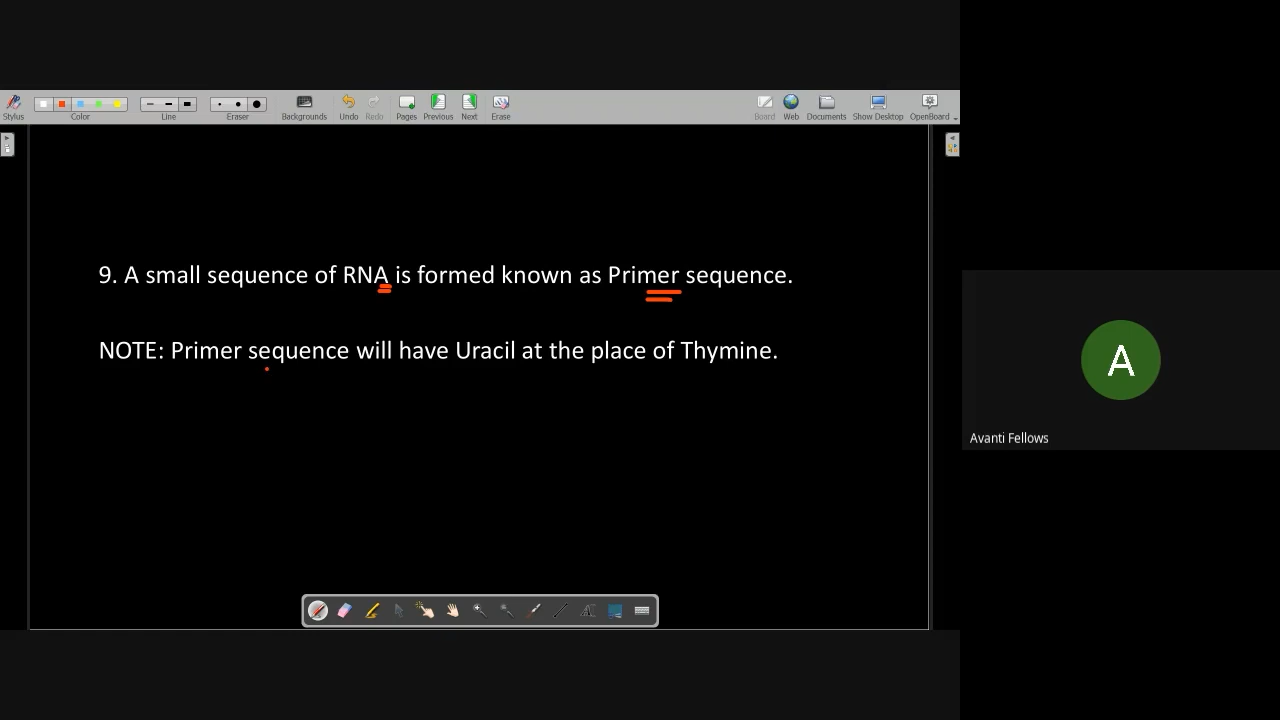 Stylus
Color
Line
Eraser
Backgrounds
Undo
Redo
Pages
Previous
Next
Erase
Board
Web
Documents
Show Desktop
OpenBoard
9. A small sequence of RNA is formed known as Primer sequence.
NOTE: Primer sequence will have Uracil at the place of Thymine.
A
Avanti Fellows